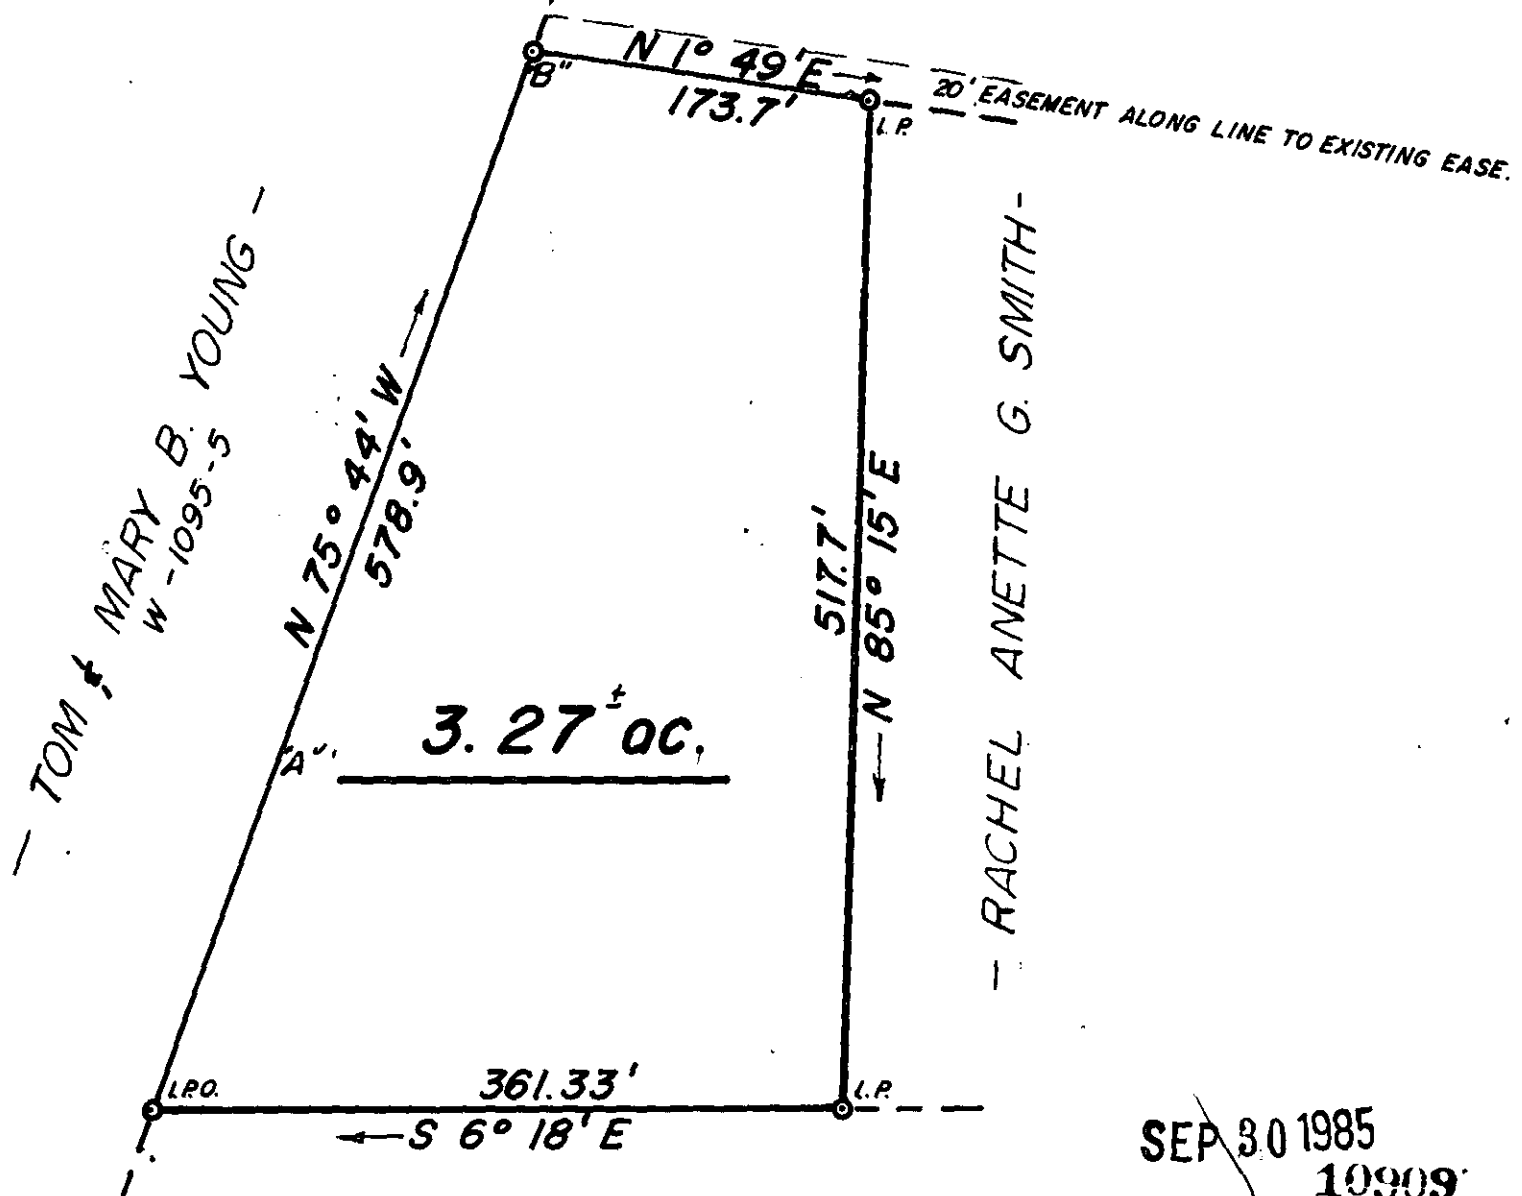 N 1° 49' E
173.7'
"B"
I.P.
20' EASEMENT ALONG LINE TO EXISTING EASE.
- TOM & MARY B. YOUNG -
W-1095-5
N 75° 44' W
578.9'
517.7'
N 85° 15' E
- RACHEL ANETTE G. SMITH -
3.27± ac.
"A"
I.P.O.
361.33'
S 6° 18' E
I.P.
SEP 30 1985
10909